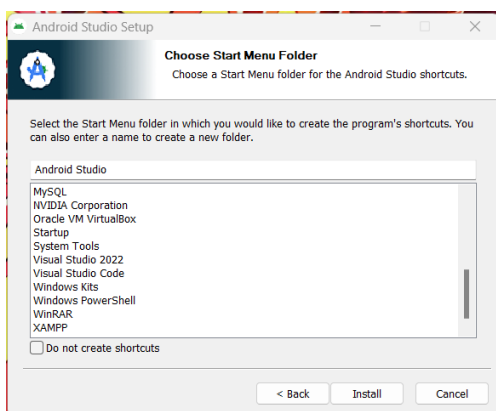 Android Studio Setup
Choose Start Menu Folder
Choose a Start Menu folder for the Android Studio shortcuts.
Select the Start Menu folder in which you would like to create the program's shortcuts. You
can also enter a name to create a new folder.
Android Studio
MySQL
NVIDIA Corporation
Oracle VM VirtualBox
Startup
System Tools
Visual Studio 2022
Visual Studio Code
Windows Kits
Windows PowerShell
WinRAR
XAMPP
Do not create shortcuts
< Back
Install
Cancel